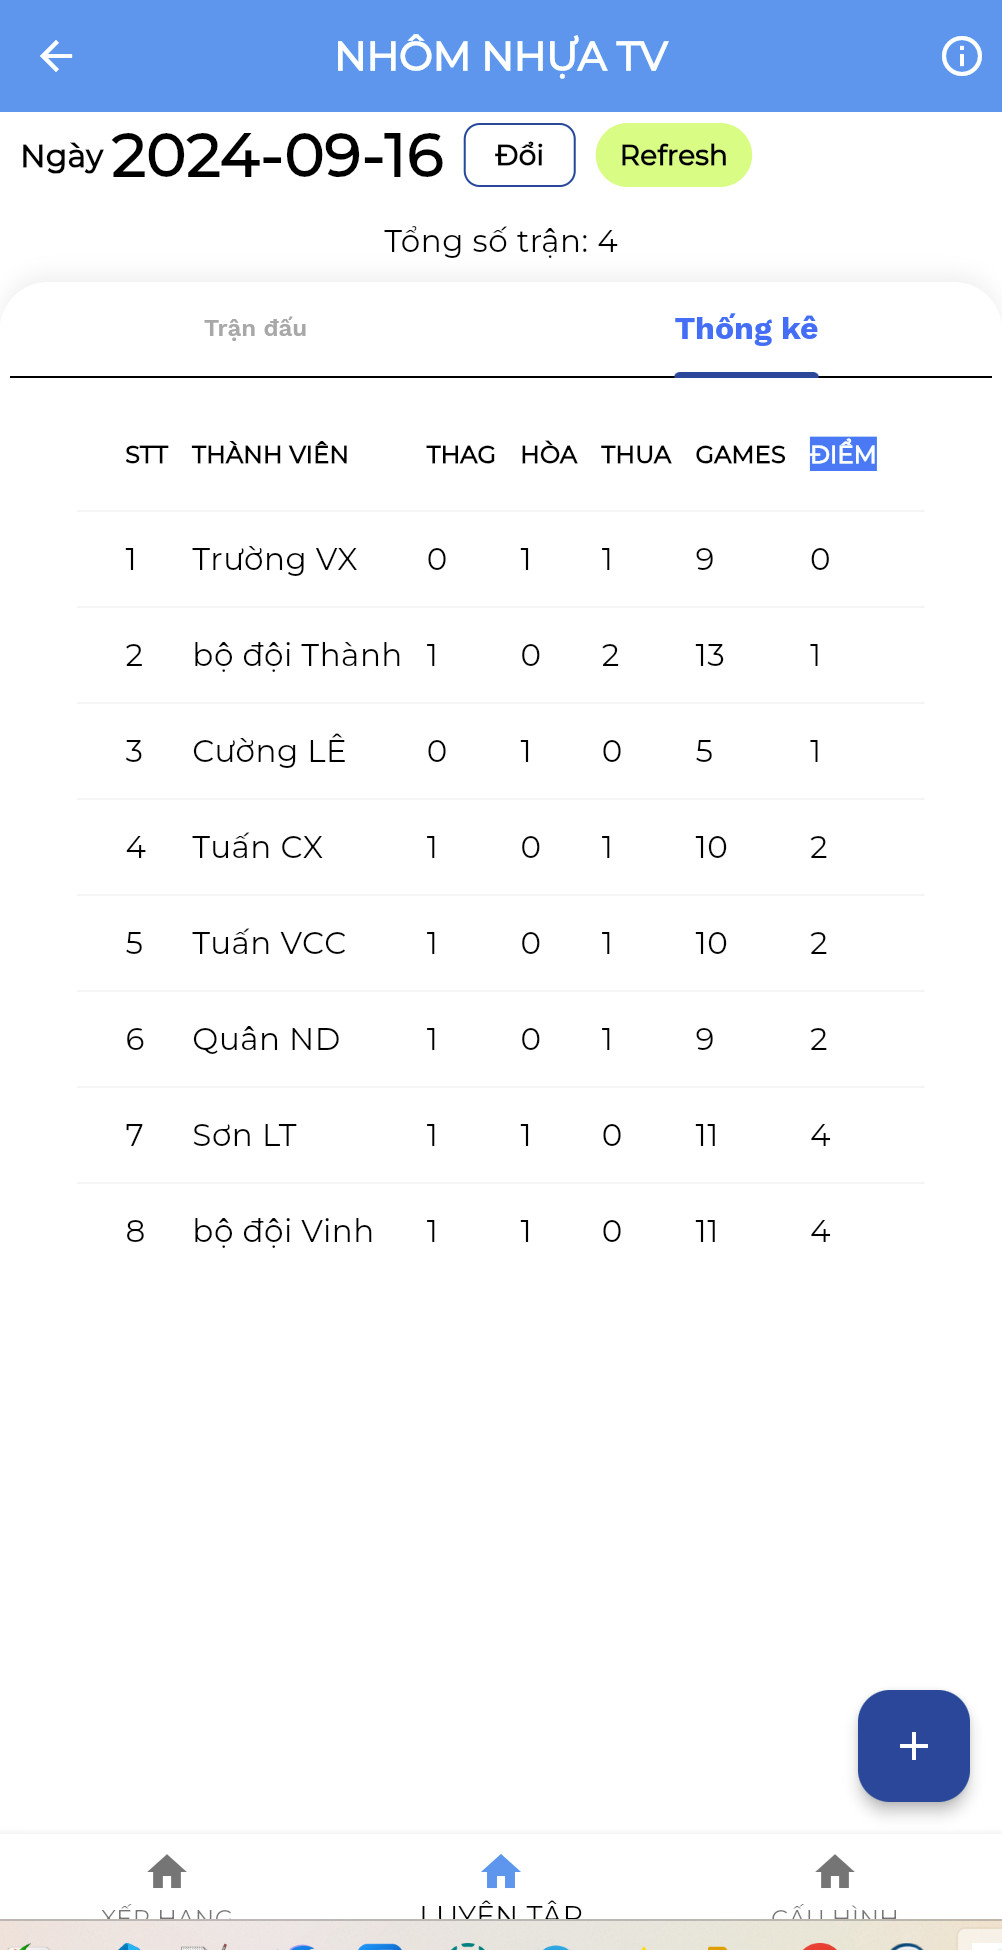 NHÔM NHỰA TV
Ngày 2024-09-16 Đổi Refresh
Tổng số trận: 4
Trận đấu Thống kê
STT THÀNH VIÊN THAG HÒA THUA GAMES ĐIỂM
1 Trường VX 0 1 1 9 0
2 bộ đội Thành 1 0 2 13 1
3 Cường LÊ 0 1 0 5 1
4 Tuấn CX 1 0 1 10 2
5 Tuấn VCC 1 0 1 10 2
6 Quân ND 1 0 1 9 2
7 Sơn LT 1 1 0 11 4
8 bộ đội Vinh 1 1 0 11 4
XẾP HẠNG LUYỆN TẬP CẤU HÌNH